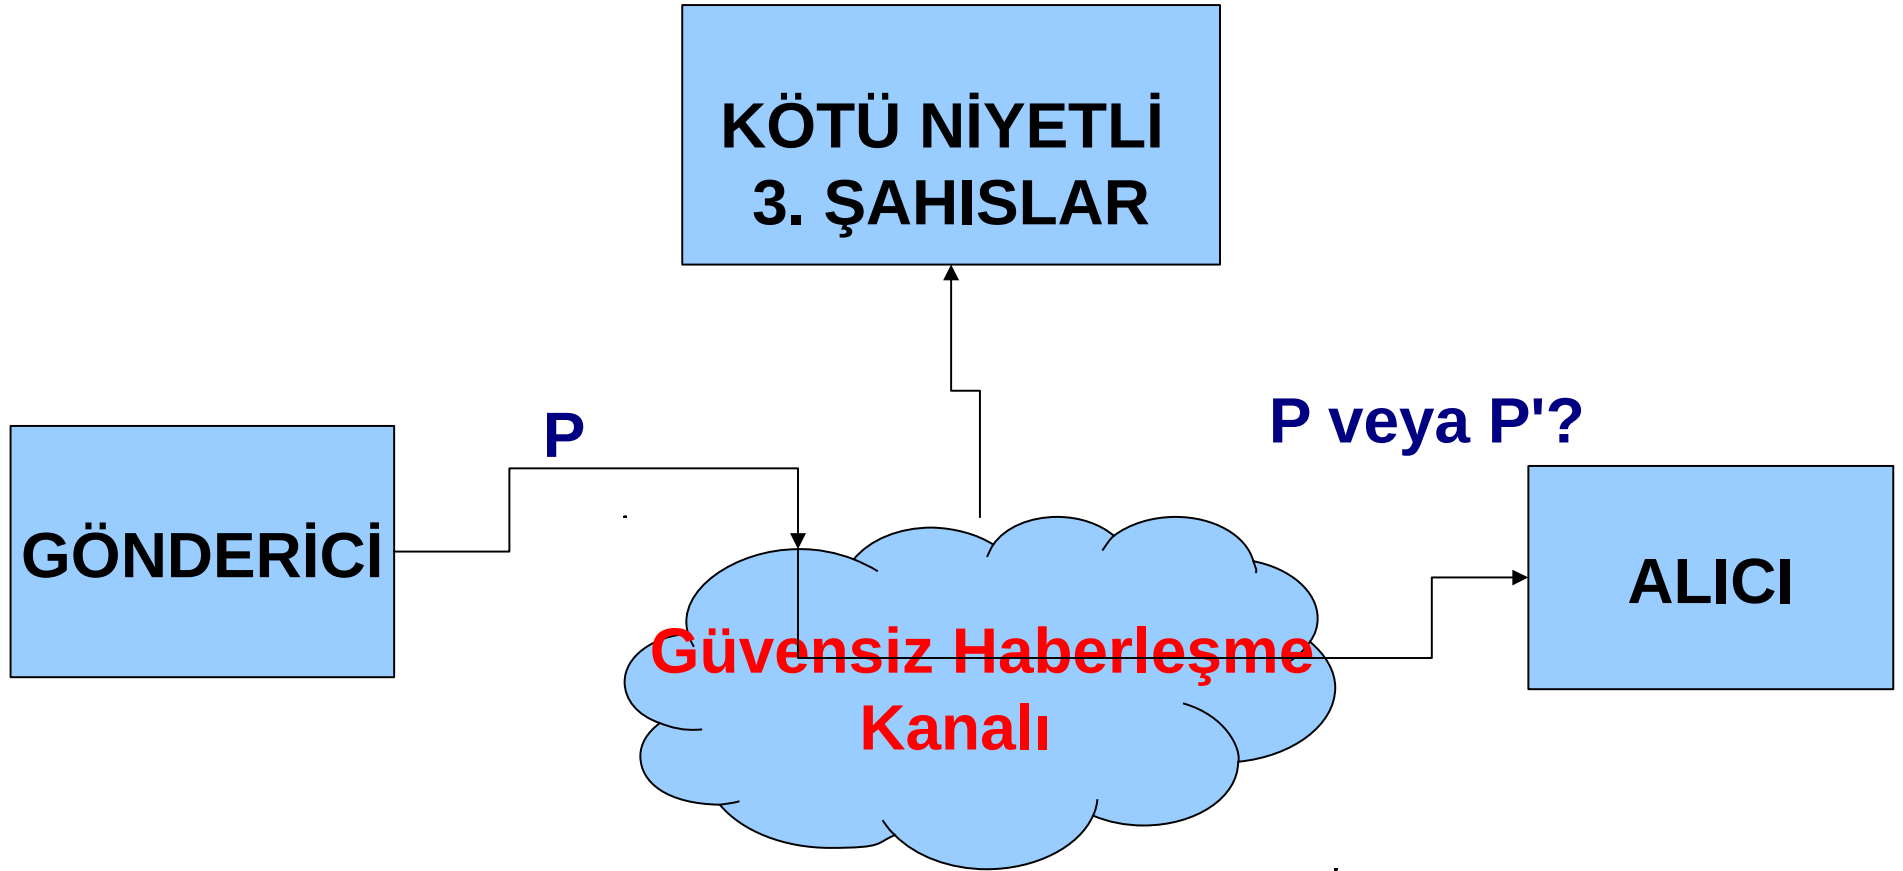 KÖTÜ NİYETLİ
3. ŞAHISLAR
P
P veya P'?
GÖNDERİCİ
ALICI
Güvensiz Haberleşme
Kanalı